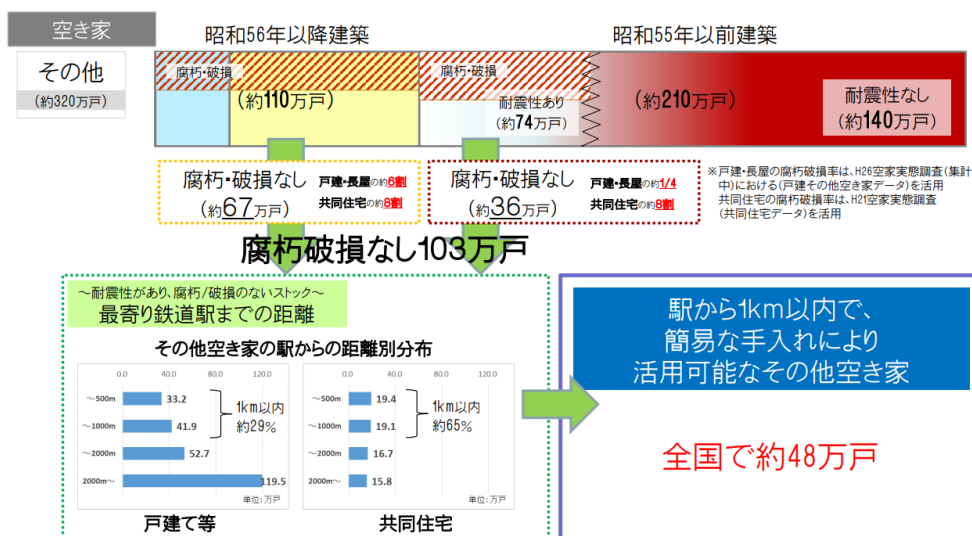 空き家
昭和56年以降建築
昭和55年以前建築
その他
(約320万戸)
腐朽・破損
(約110万戸)
腐朽・破損
耐震性あり
(約74万戸)
(約210万戸)
耐震性なし
(約140万戸)
腐朽・破損なし
(約67万戸)
戸建・長屋の約6割
共同住宅の約8割
腐朽・破損なし
(約36万戸)
戸建・長屋の約1/4
共同住宅の約8割
※戸建・長屋の腐朽破損率は、H26空家実態調査(集計
中)における(戸建その他空き家データ)を活用
共同住宅の腐朽破損率は、H21空家実態調査
(共同住宅データ)を活用
腐朽破損なし103万戸
～耐震性があり、腐朽/破損のないストック～
最寄り鉄道駅までの距離
その他空き家の駅からの距離別分布
0.0 40.0 80.0 120.0
～500m 33.2
～1000m 41.9
～2000m 52.7
2000m～ 119.5
1km以内
約29%
単位：万戸
戸建て等
0.0 40.0 80.0 120.0
～500m 19.4
～1000m 19.1
～2000m 16.7
2000m～ 15.8
1km以内
約65%
単位：万戸
共同住宅
駅から1km以内で、
簡易な手入れにより
活用可能なその他空き家
全国で約48万戸